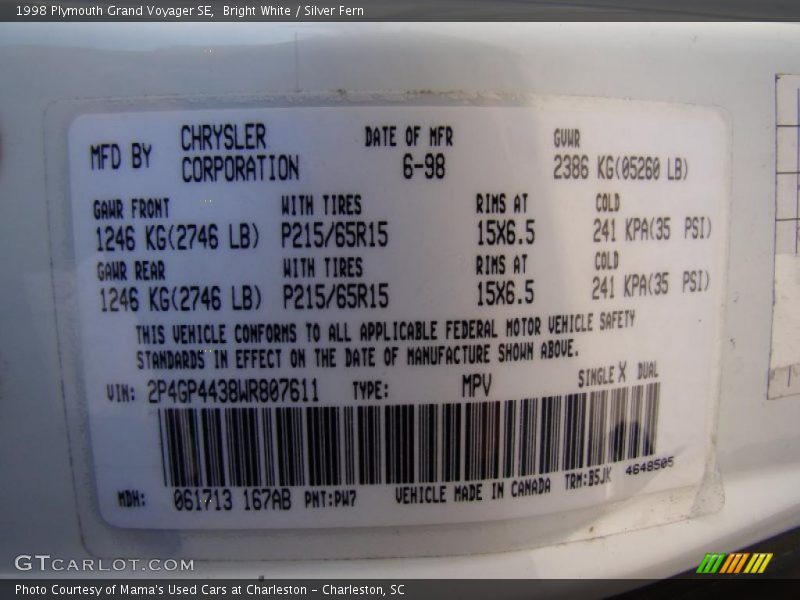 1998 Plymouth Grand Voyager SE,  Bright White / Silver Fern
MFD BY CHRYSLER CORPORATION DATE OF MFR 6-98 GVWR 2386 KG(05260 LB)
GAWR FRONT WITH TIRES RIMS AT COLD
1246 KG(2746 LB) P215/65R15 15X6.5 241 KPA(35 PSI)
GAWR REAR WITH TIRES RIMS AT COLD
1246 KG(2746 LB) P215/65R15 15X6.5 241 KPA(35 PSI)
THIS VEHICLE CONFORMS TO ALL APPLICABLE FEDERAL MOTOR VEHICLE SAFETY
STANDARDS IN EFFECT ON THE DATE OF MANUFACTURE SHOWN ABOVE.
VIN: 2P4GP4438WR807611 TYPE: MPV SINGLE X DUAL
MDH: 061713 167AB PNT:PW7 VEHICLE MADE IN CANADA TRM:B5JK 4648505
GTCARLOT.COM
Photo Courtesy of Mama's Used Cars at Charleston - Charleston, SC